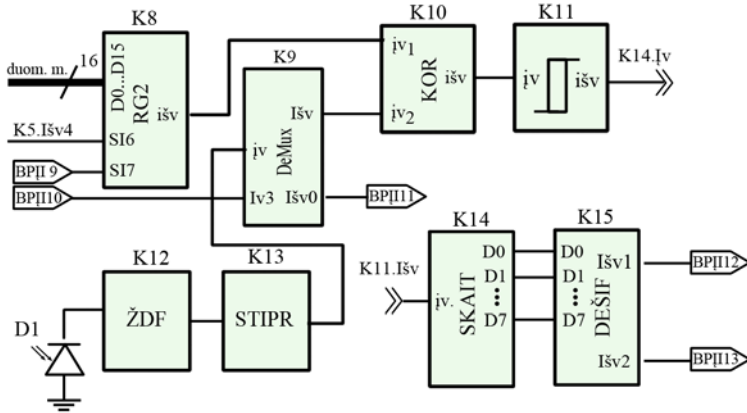 K8
K10
K11
duom. m.
16
D0...D15
RG2
išv
K5.Išv4
SI6
SI7
BPĮI 9
BPĮI10
K9
DeMux
Išv
įv
Iv3
Išv0
BPĮI11
įv1
įv2
KOR
išv
įv
išv
K14.Įv
K12
ŽDF
K13
STIPR
D1
K14
K15
K11.Išv
įv.
SKAIT
D0
D1
D7
D0
D1
D7
DEŠIF
Išv1
Išv2
BPĮI12
BPĮI13